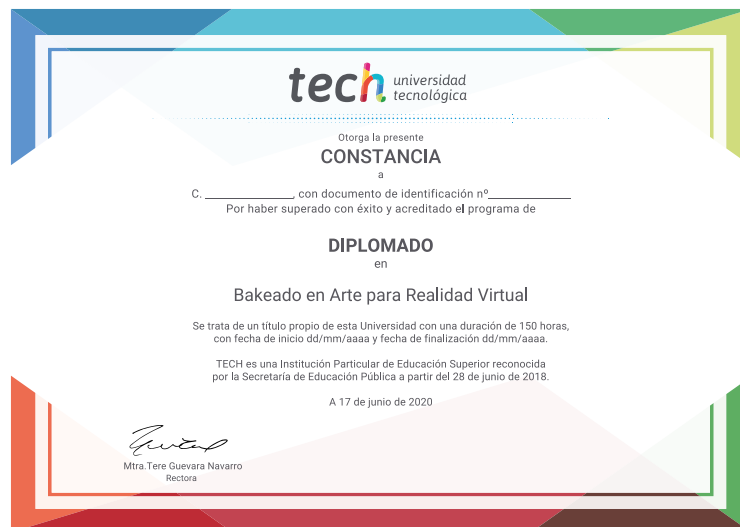 tech universidad
tecnológica
Otorga la presente
CONSTANCIA
a
C. ______________, con documento de identificación nº______________
Por haber superado con éxito y acreditado el programa de
DIPLOMADO
en
Bakeado en Arte para Realidad Virtual
Se trata de un título propio de esta Universidad con una duración de 150 horas,
con fecha de inicio dd/mm/aaaa y fecha de finalización dd/mm/aaaa.
TECH es una Institución Particular de Educación Superior reconocida
por la Secretaría de Educación Pública a partir del 28 de junio de 2018.
A 17 de junio de 2020
Mtra.Tere Guevara Navarro
Rectora